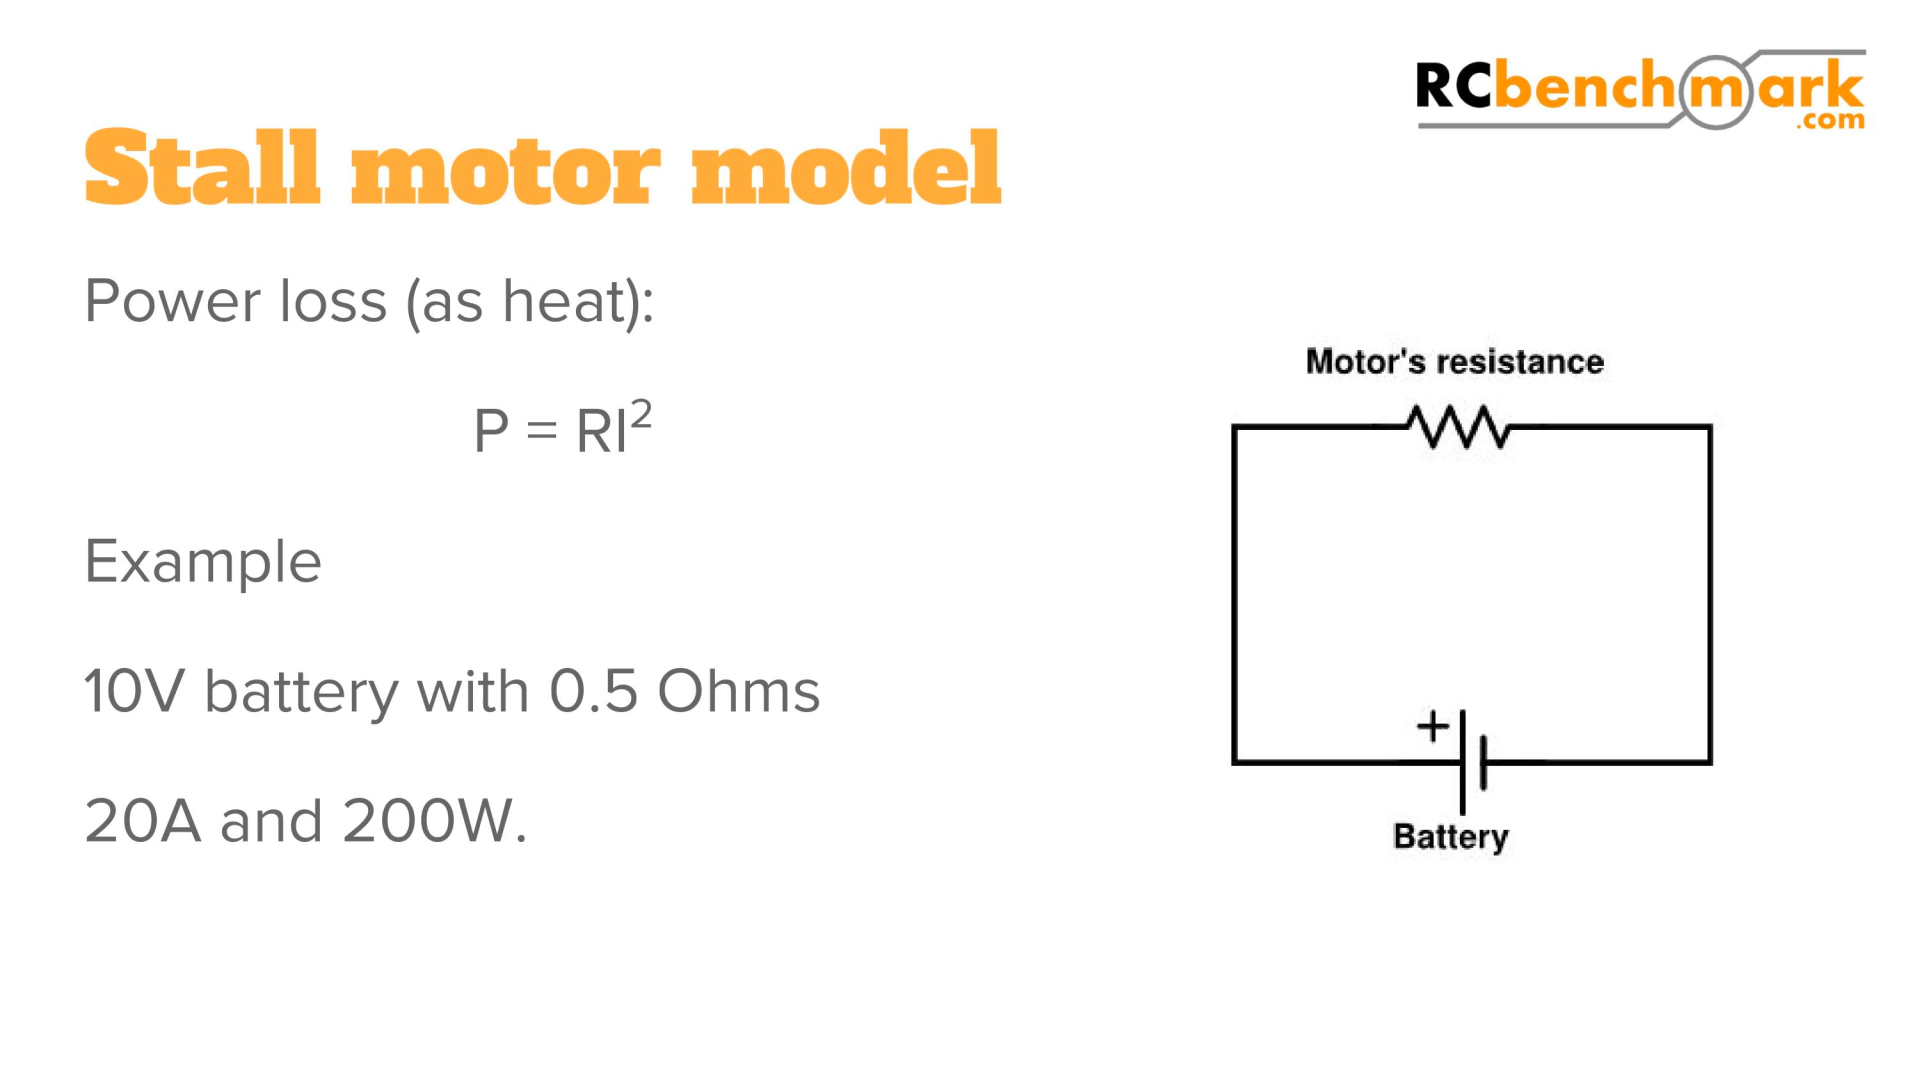 RCbenchmark
.com
Stall motor model
Power loss (as heat):
P = RI²
Example
10V battery with 0.5 Ohms
20A and 200W.
Motor's resistance
+
Battery